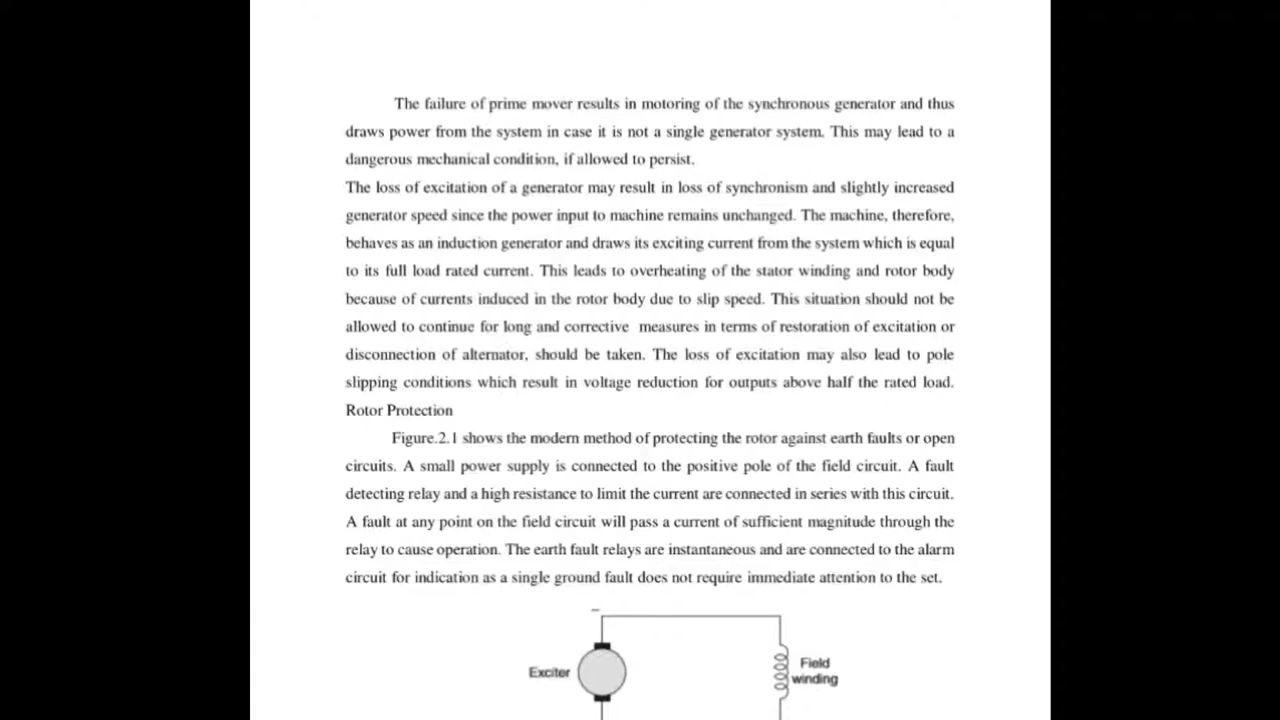 The failure of prime mover results in motoring of the synchronous generator and thus
draws power from the system in case it is not a single generator system. This may lead to a
dangerous mechanical condition, if allowed to persist.
The loss of excitation of a generator may result in loss of synchronism and slightly increased
generator speed since the power input to machine remains unchanged. The machine, therefore,
behaves as an induction generator and draws its exciting current from the system which is equal
to its full load rated current. This leads to overheating of the stator winding and rotor body
because of currents induced in the rotor body due to slip speed. This situation should not be
allowed to continue for long and corrective measures in terms of restoration of excitation or
disconnection of alternator, should be taken. The loss of excitation may also lead to pole
slipping conditions which result in voltage reduction for outputs above half the rated load.
Rotor Protection
Figure.2.1 shows the modern method of protecting the rotor against earth faults or open
circuits. A small power supply is connected to the positive pole of the field circuit. A fault
detecting relay and a high resistance to limit the current are connected in series with this circuit.
A fault at any point on the field circuit will pass a current of sufficient magnitude through the
relay to cause operation. The earth fault relays are instantaneous and are connected to the alarm
circuit for indication as a single ground fault does not require immediate attention to the set.
–
Exciter
Field
winding